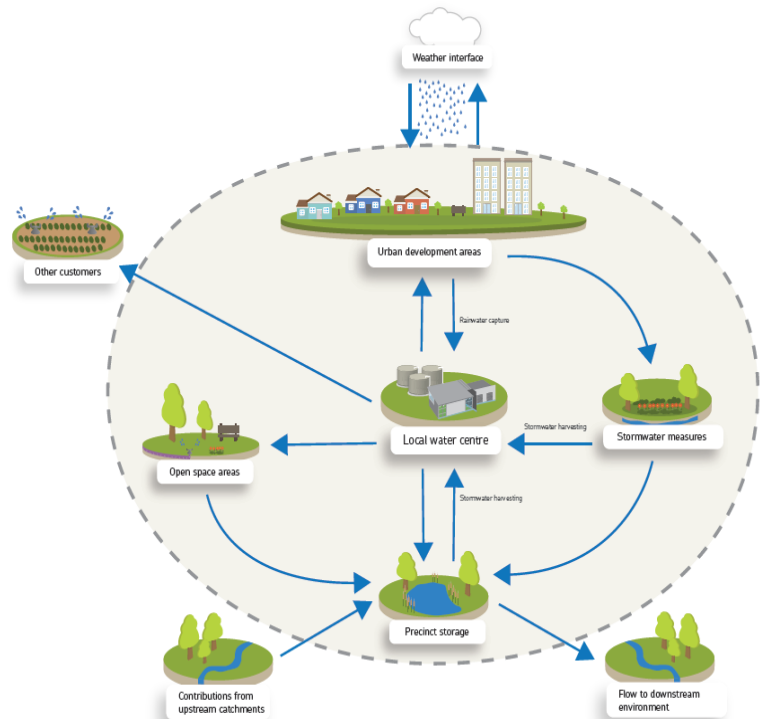 Weather interface
Urban development areas
Other customers
Rainwater capture
Local water centre
Stormwater harvesting
Stormwater measures
Open space areas
Stormwater harvesting
Precinct storage
Contributions from
upstream catchments
Flow to downstream
environment